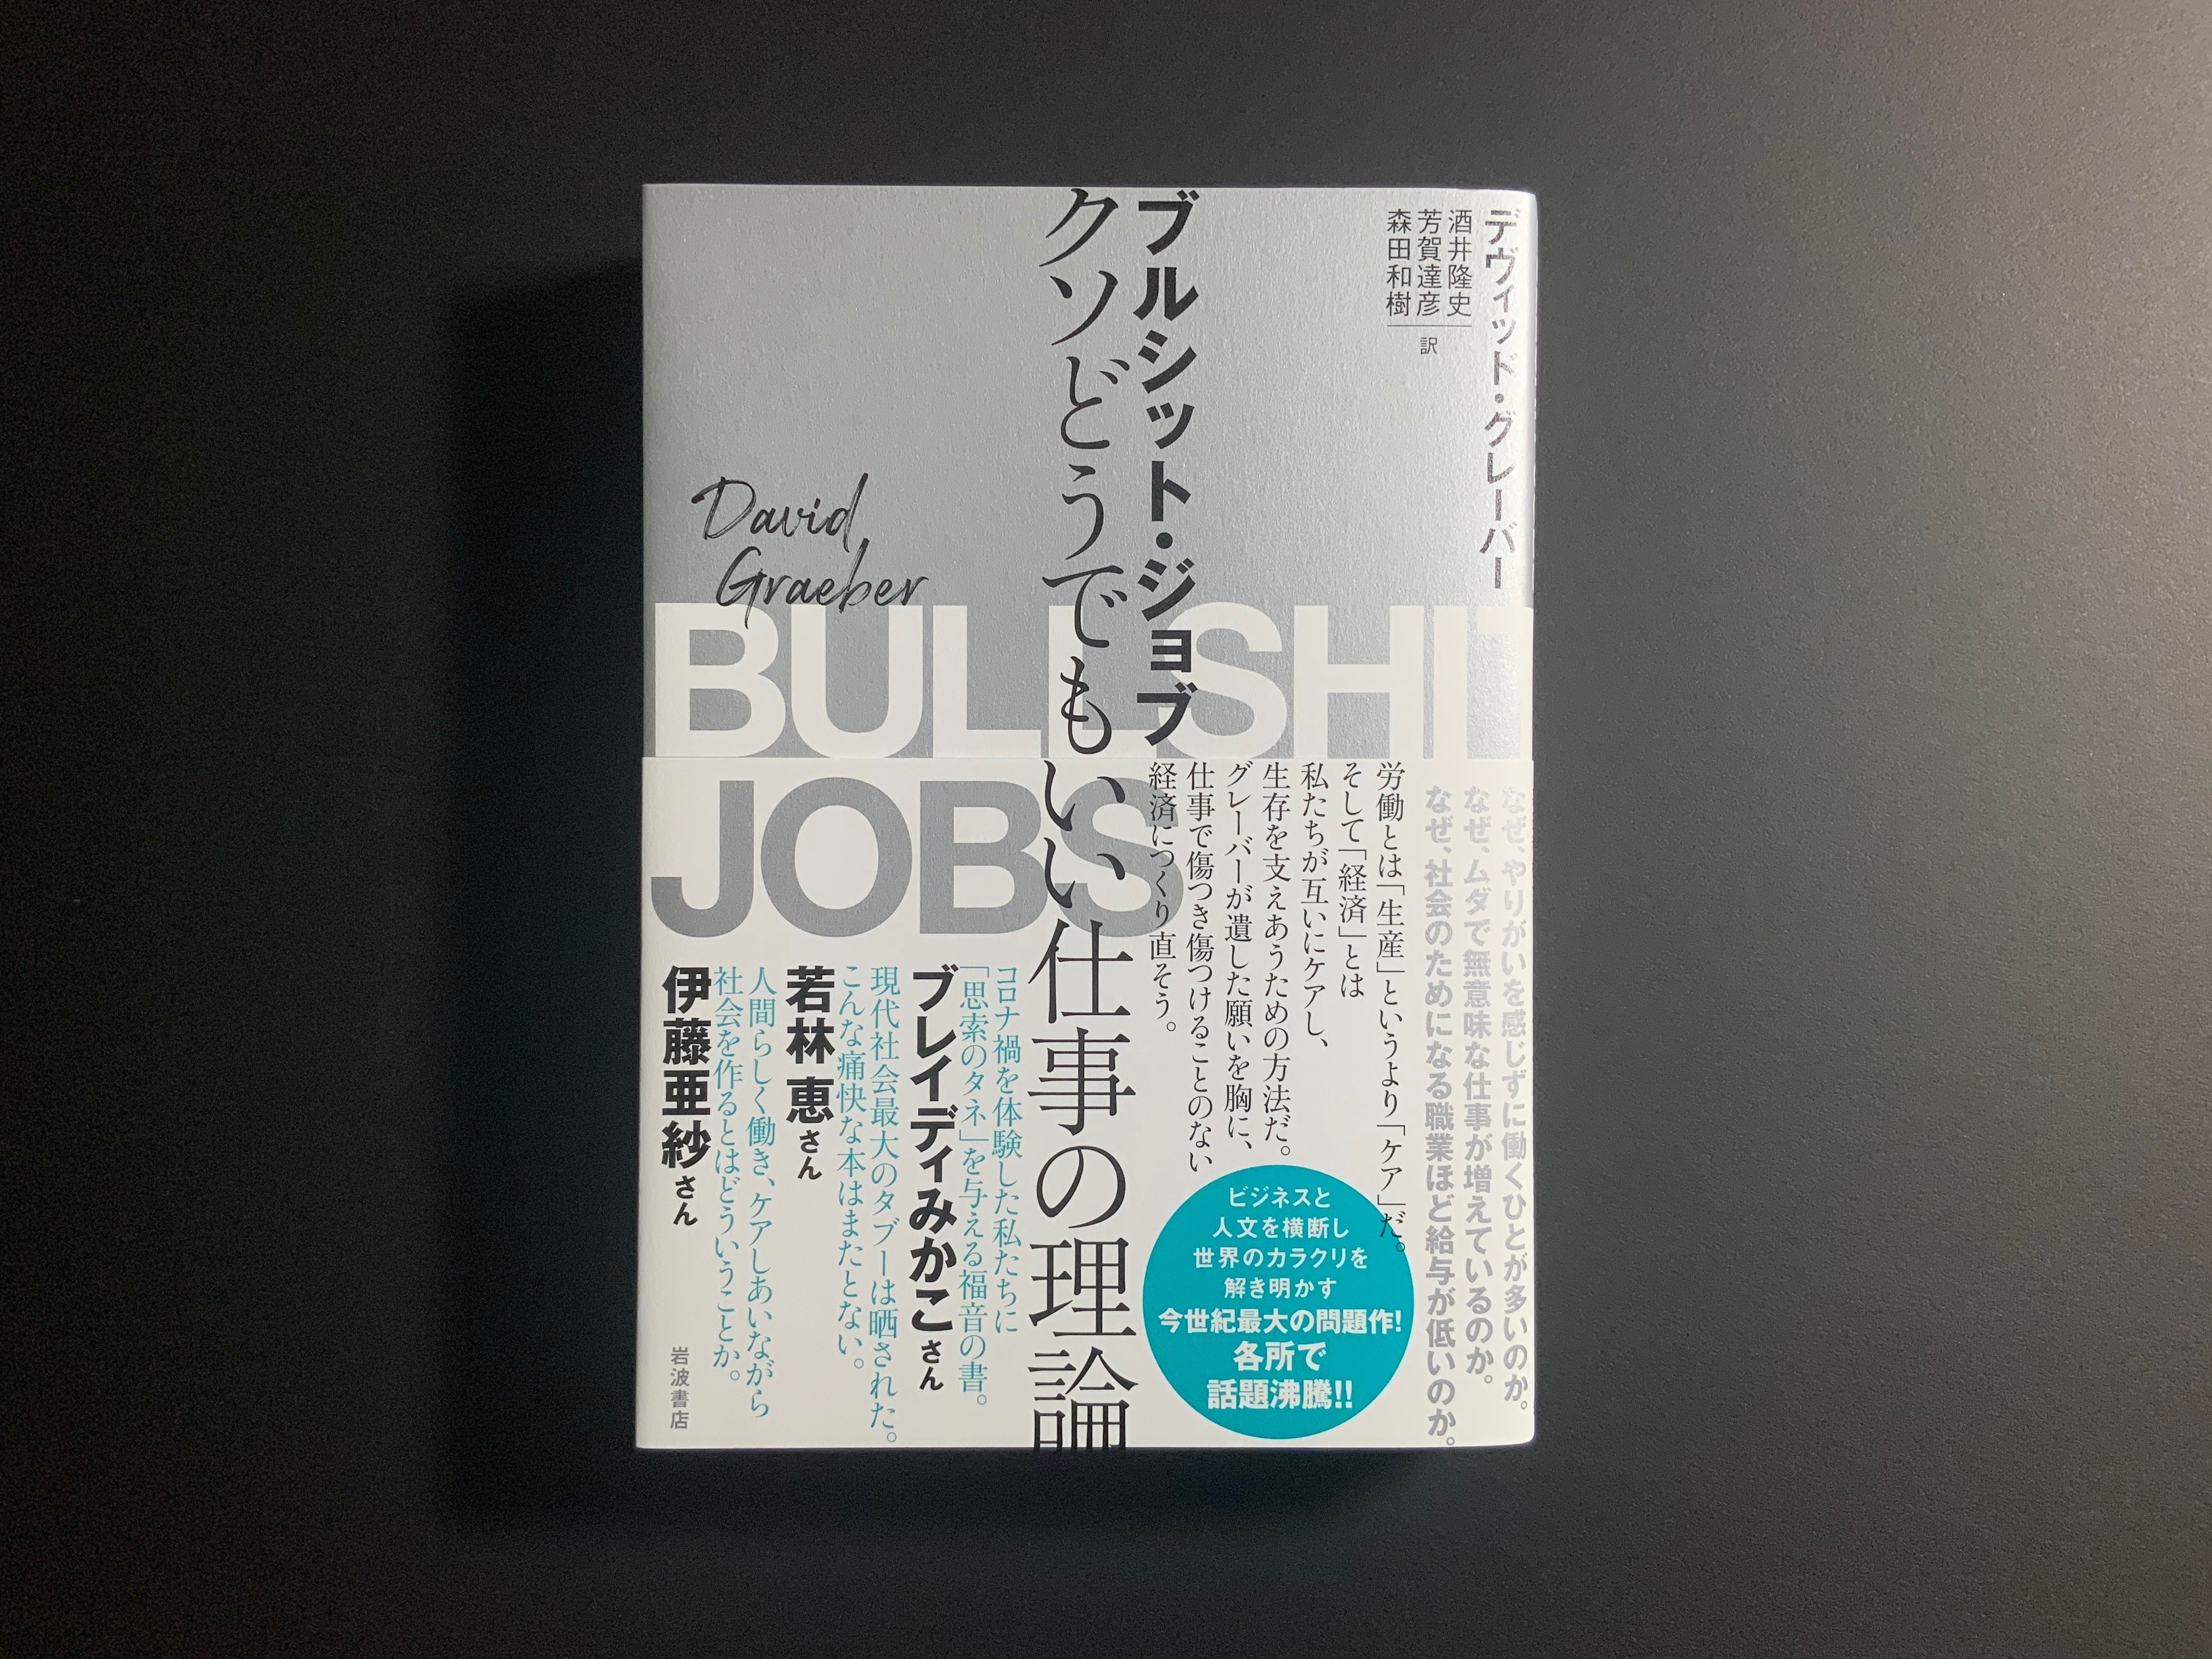 デヴィッド・グレーバー
酒井隆史
芳賀達彦
森田和樹
訳
ブルシット・ジョブ
クソどうでもいい仕事の理論
David
Graeber
BULLSHIT
JOBS
なぜ、やりがいを感じずに働くひとが多いのか。
なぜ、ムダで無意味な仕事が増えているのか。
なぜ、社会のためになる職業ほど給与が低いのか。
労働とは「生産」というより「ケア」だ。
そして「経済」とは
私たちが互いにケアし、
生存を支えあうための方法だ。
グレーバーが遺した願いを胸に、
仕事で傷つき傷つけることのない
経済につくり直そう。
ビジネスと
人文を横断し
世界のカラクリを
解き明かす
今世紀最大の問題作!
各所で
話題沸騰!!
コロナ禍を体験した私たちに
「思索のタネ」を与える福音の書。
ブレイディみかこさん
現代社会最大のタブーは晒された。
こんな痛快な本はまたとない。
若林 恵さん
人間らしく働き、ケアしあいながら
社会を作るとはどういうことか。
伊藤亜紗さん
岩波書店